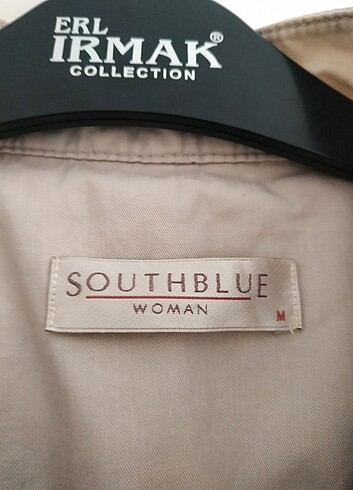 ERL
IRMAK®
COLLECTION
SOUTHBLUE
WOMAN
M